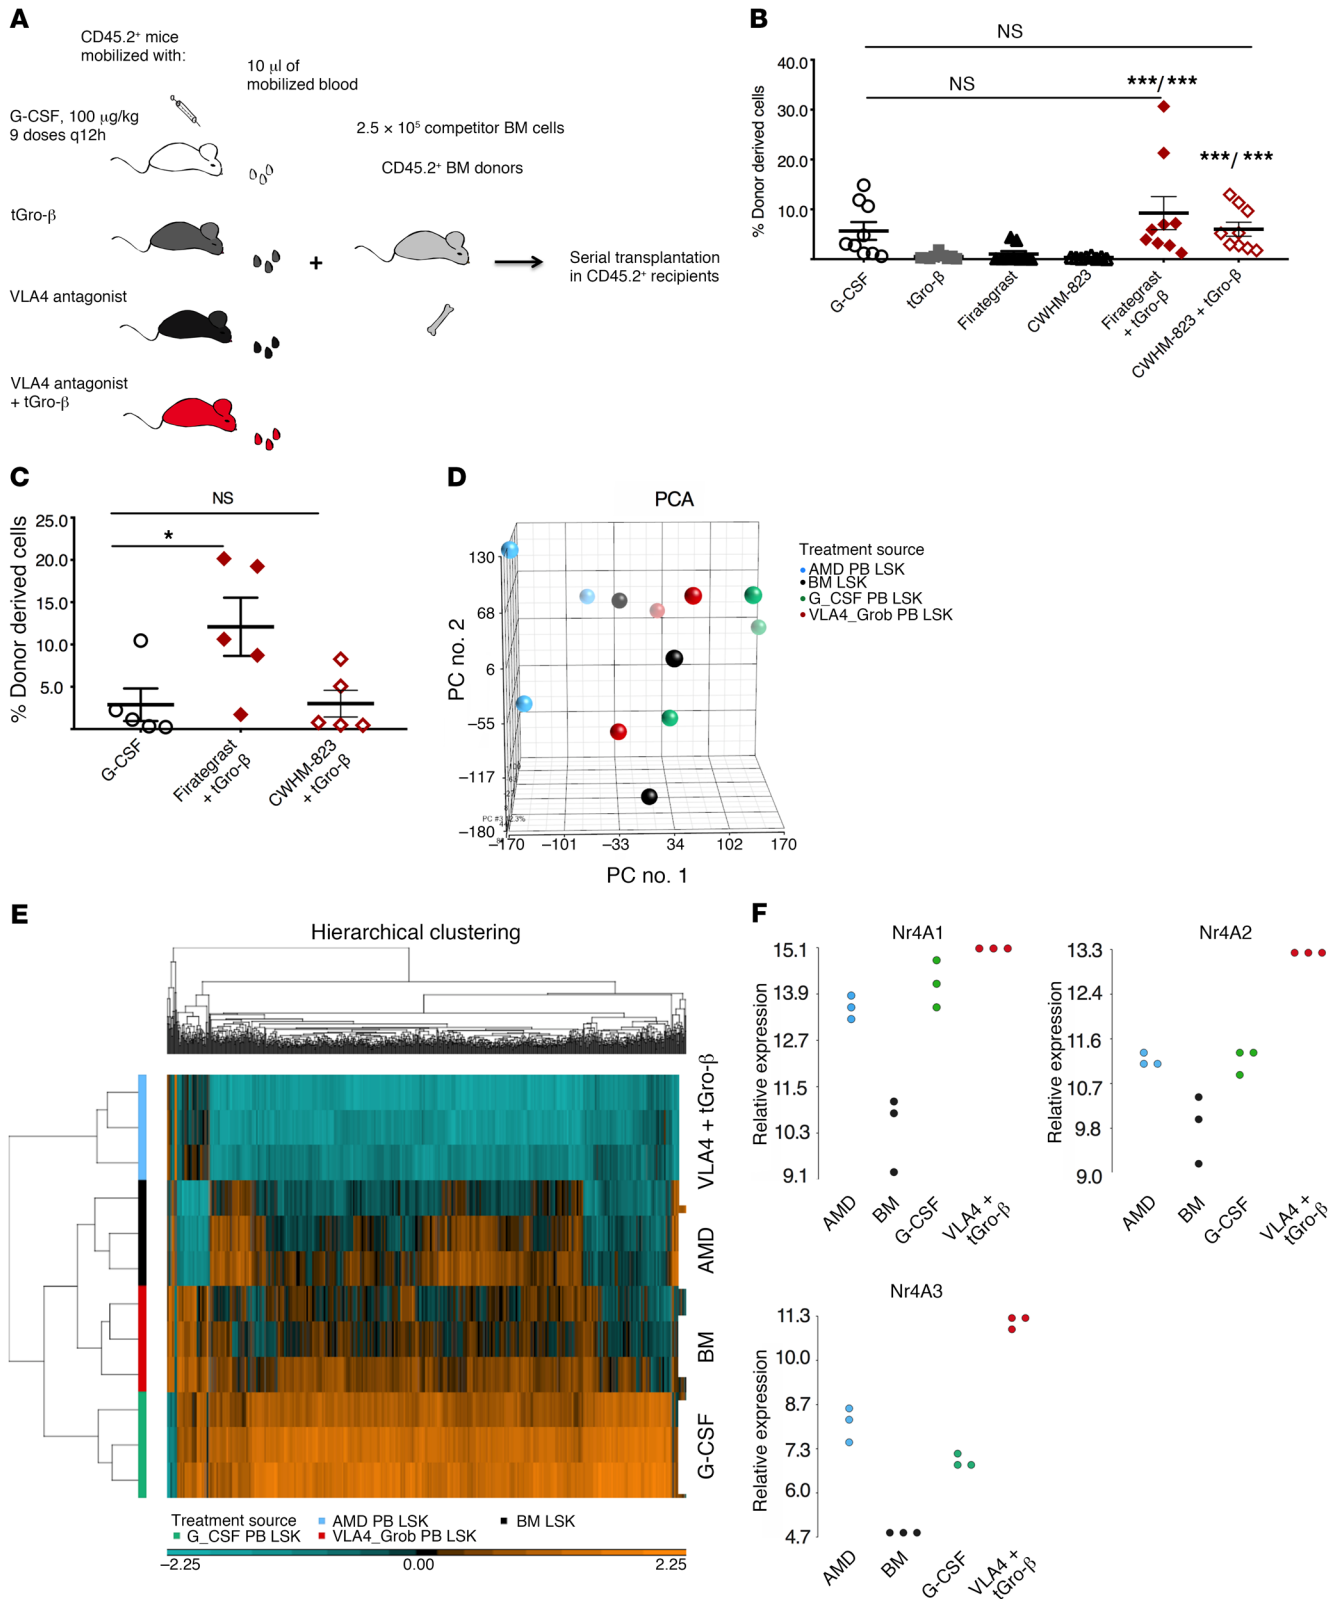 A
CD45.2⁺ mice
mobilized with:
10 µl of
mobilized blood
G-CSF, 100 µg/kg
9 doses q12h
2.5 × 10⁵ competitor BM cells
CD45.2⁺ BM donors
tGro-β
+
Serial transplantation
in CD45.2⁺ recipients
VLA4 antagonist
VLA4 antagonist
+ tGro-β
B
NS
NS
***/ ***
***/ ***
% Donor derived cells
40.0
30.0
20.0
10.0
G-CSF
tGro-β
Firategrast
CWHM-823
Firategrast
+ tGro-β
CWHM-823 + tGro-β
C
NS
*
% Donor derived cells
25.0
20.0
15.0
10.0
5.0
G-CSF
Firategrast
+ tGro-β
CWHM-823
+ tGro-β
D
PCA
PC no. 2
130
68
6
−55
−117
−180
−170
−101
−33
34
102
170
PC no. 1
Treatment source
AMD PB LSK
BM LSK
G_CSF PB LSK
VLA4_Grob PB LSK
E
Hierarchical clustering
VLA4 + tGro-β
AMD
BM
G-CSF
Treatment source
AMD PB LSK
BM LSK
G_CSF PB LSK
VLA4_Grob PB LSK
−2.25
0.00
2.25
F
Nr4A1
Relative expression
15.1
13.9
12.7
11.5
10.3
9.1
AMD
BM
G-CSF
VLA4 +
tGro-β
Nr4A2
Relative expression
13.3
12.4
11.6
10.7
9.8
9.0
AMD
BM
G-CSF
VLA4 +
tGro-β
Nr4A3
Relative expression
11.3
10.0
8.7
7.3
6.0
4.7
AMD
BM
G-CSF
VLA4 +
tGro-β